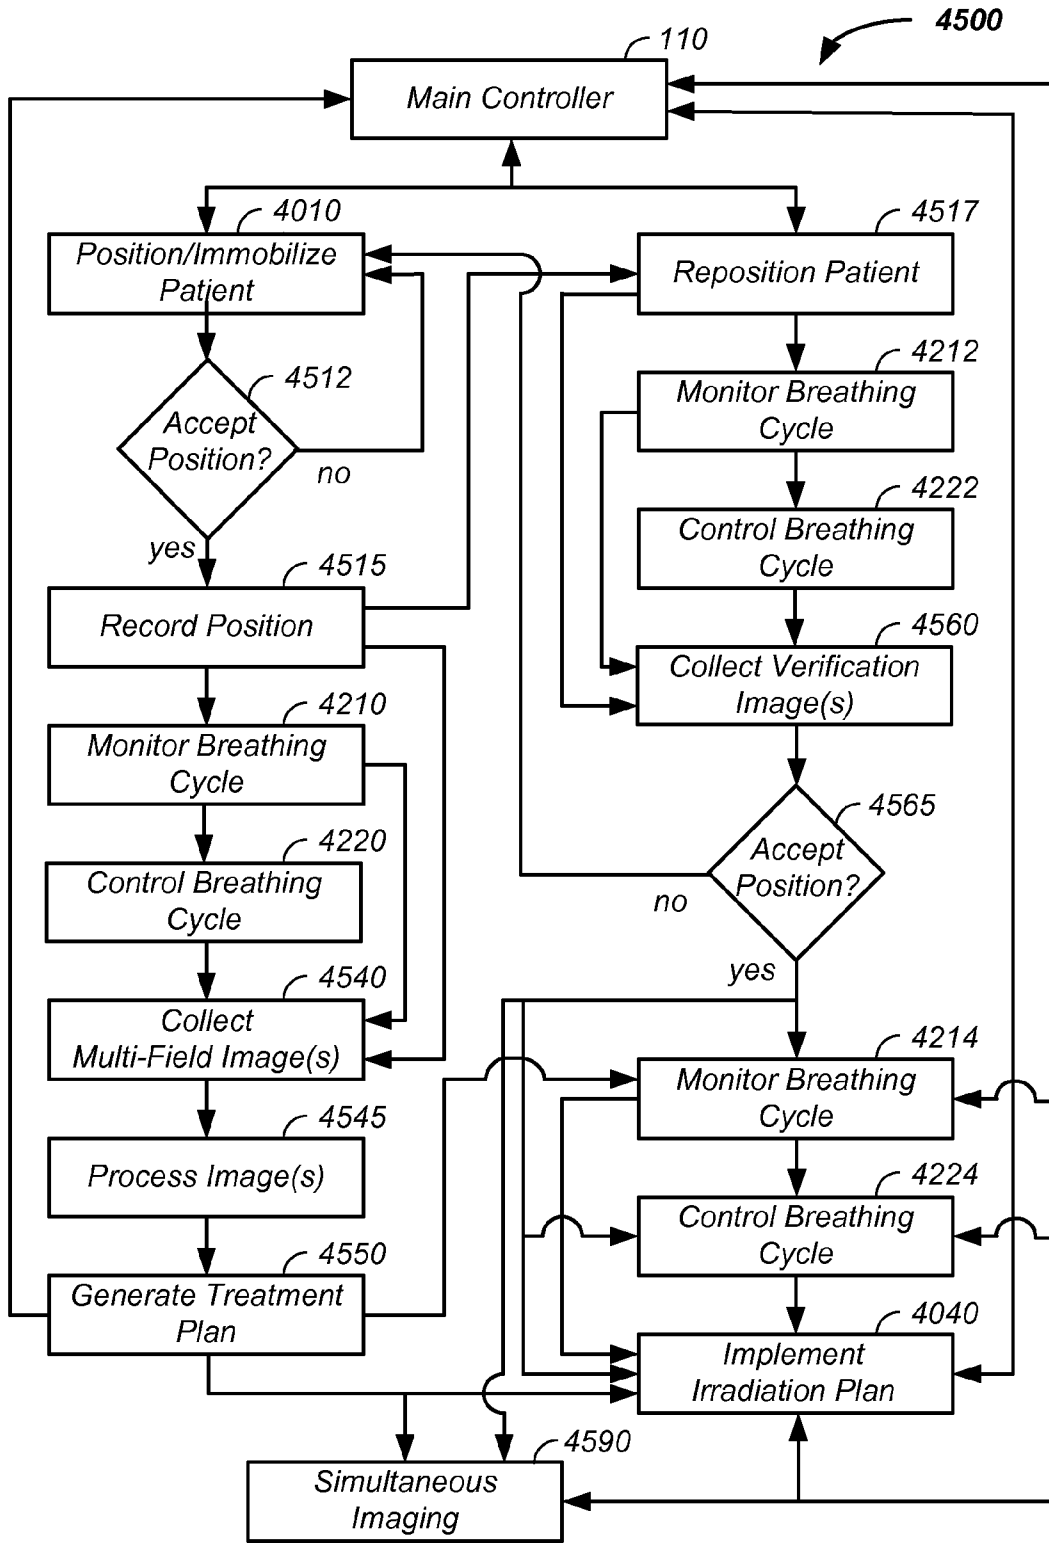 4500
110
Main Controller
4010
Position/Immobilize
Patient
4517
Reposition Patient
4512
Accept
Position?
no
yes
4212
Monitor Breathing
Cycle
4222
Control Breathing
Cycle
4515
Record Position
4560
Collect Verification
Image(s)
4210
Monitor Breathing
Cycle
4565
Accept
Position?
no
yes
4220
Control Breathing
Cycle
4540
Collect
Multi-Field Image(s)
4214
Monitor Breathing
Cycle
4545
Process Image(s)
4224
Control Breathing
Cycle
4550
Generate Treatment
Plan
4040
Implement
Irradiation Plan
4590
Simultaneous
Imaging